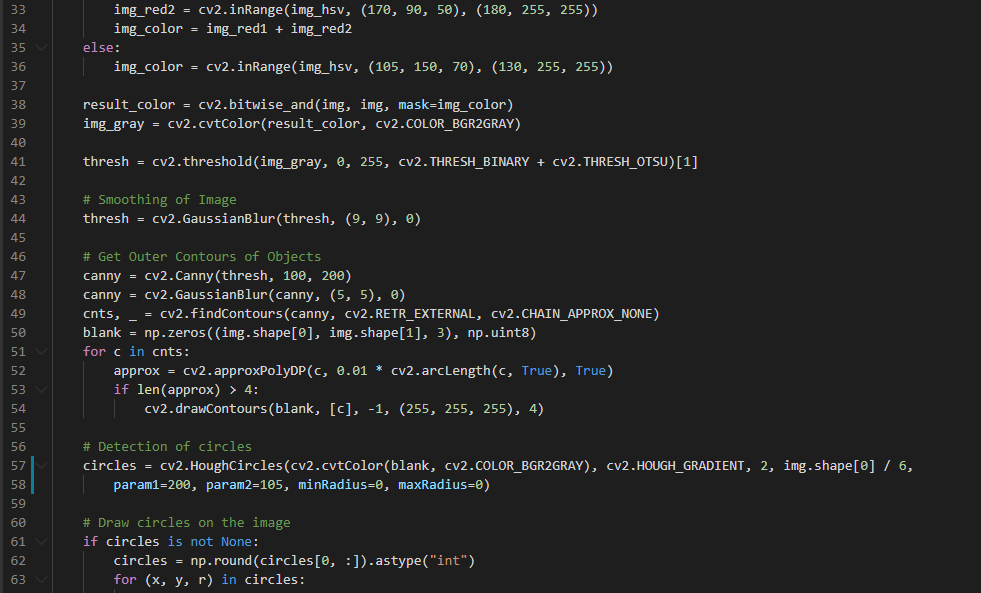 33 img_red2 = cv2.inRange(img_hsv, (170, 90, 50), (180, 255, 255))
34 img_color = img_red1 + img_red2
35 else:
36 img_color = cv2.inRange(img_hsv, (105, 150, 70), (130, 255, 255))
37
38 result_color = cv2.bitwise_and(img, img, mask=img_color)
39 img_gray = cv2.cvtColor(result_color, cv2.COLOR_BGR2GRAY)
40
41 thresh = cv2.threshold(img_gray, 0, 255, cv2.THRESH_BINARY + cv2.THRESH_OTSU)[1]
42
43 # Smoothing of Image
44 thresh = cv2.GaussianBlur(thresh, (9, 9), 0)
45
46 # Get Outer Contours of Objects
47 canny = cv2.Canny(thresh, 100, 200)
48 canny = cv2.GaussianBlur(canny, (5, 5), 0)
49 cnts, _ = cv2.findContours(canny, cv2.RETR_EXTERNAL, cv2.CHAIN_APPROX_NONE)
50 blank = np.zeros((img.shape[0], img.shape[1], 3), np.uint8)
51 for c in cnts:
52 approx = cv2.approxPolyDP(c, 0.01 * cv2.arcLength(c, True), True)
53 if len(approx) > 4:
54 cv2.drawContours(blank, [c], -1, (255, 255, 255), 4)
55
56 # Detection of circles
57 circles = cv2.HoughCircles(cv2.cvtColor(blank, cv2.COLOR_BGR2GRAY), cv2.HOUGH_GRADIENT, 2, img.shape[0] / 6,
58 param1=200, param2=105, minRadius=0, maxRadius=0)
59
60 # Draw circles on the image
61 if circles is not None:
62 circles = np.round(circles[0, :]).astype("int")
63 for (x, y, r) in circles: